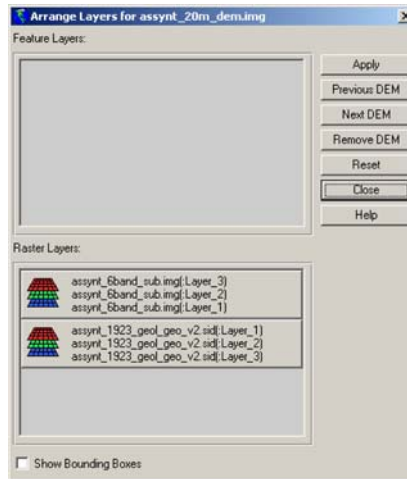 Arrange Layers for assynt_20m_dem.img
Feature Layers:
Apply
Previous DEM
Next DEM
Remove DEM
Reset
Close
Help
Raster Layers:
assynt_6band_sub.img(:Layer_3)
assynt_6band_sub.img(:Layer_2)
assynt_6band_sub.img(:Layer_1)
assynt_1923_geol_geo_v2.sid(:Layer_1)
assynt_1923_geol_geo_v2.sid(:Layer_2)
assynt_1923_geol_geo_v2.sid(:Layer_3)
Show Bounding Boxes